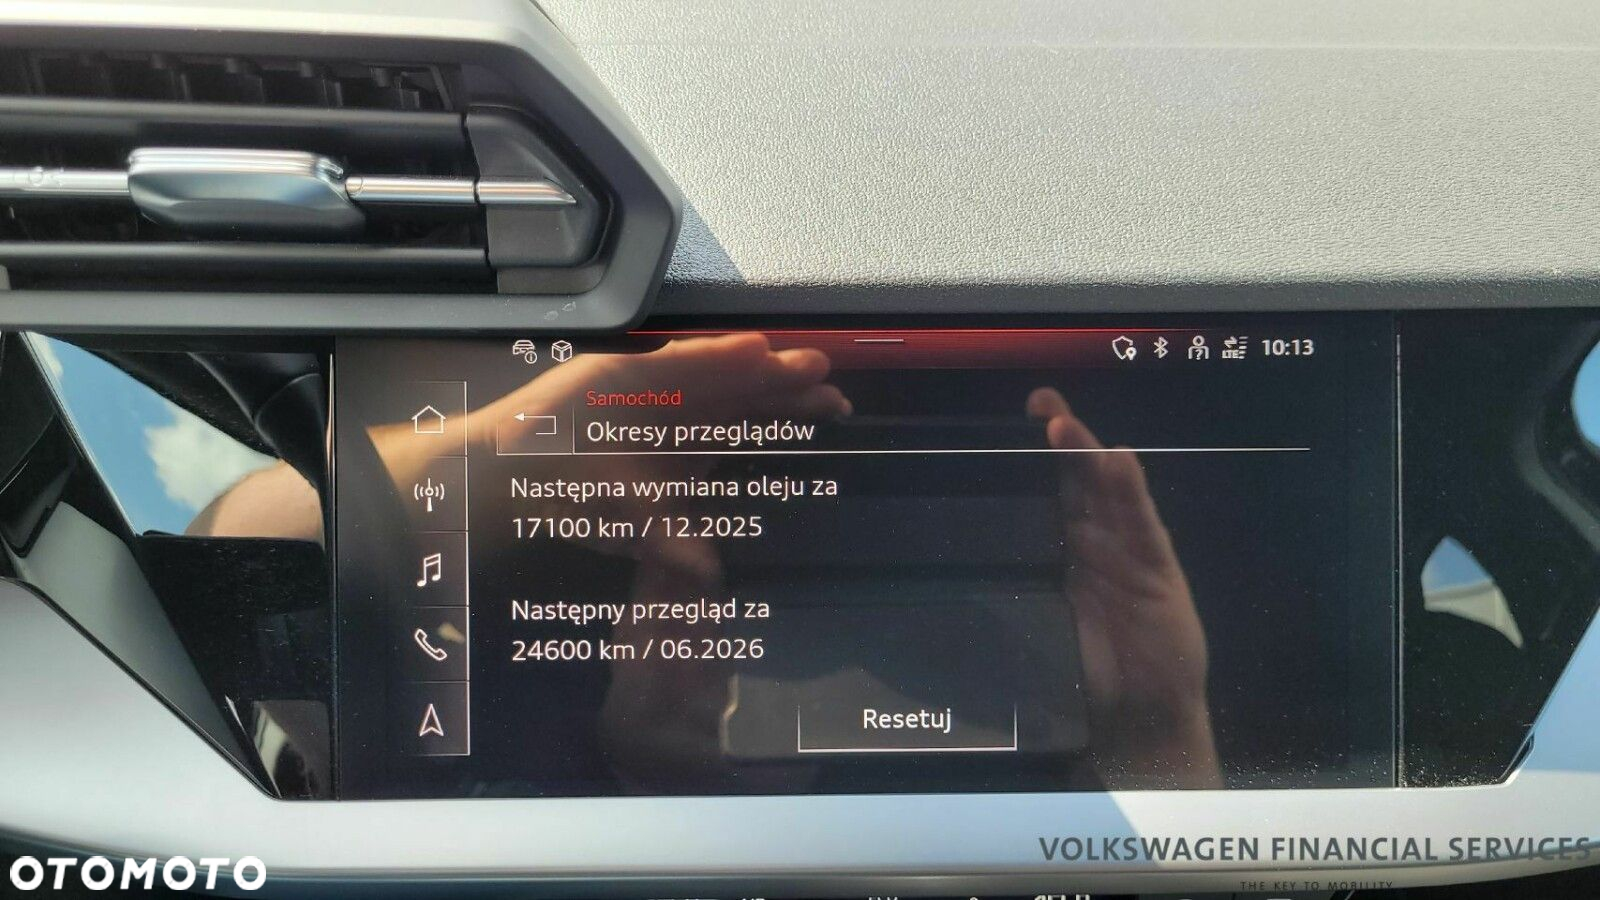 LTE 10:13
Samochód
Okresy przeglądów
Następna wymiana oleju za
17100 km / 12.2025
Następny przegląd za
24600 km / 06.2026
Resetuj
VOLKSWAGEN FINANCIAL SERVICES
THE KEY TO MOBILITY
OTOMOTO